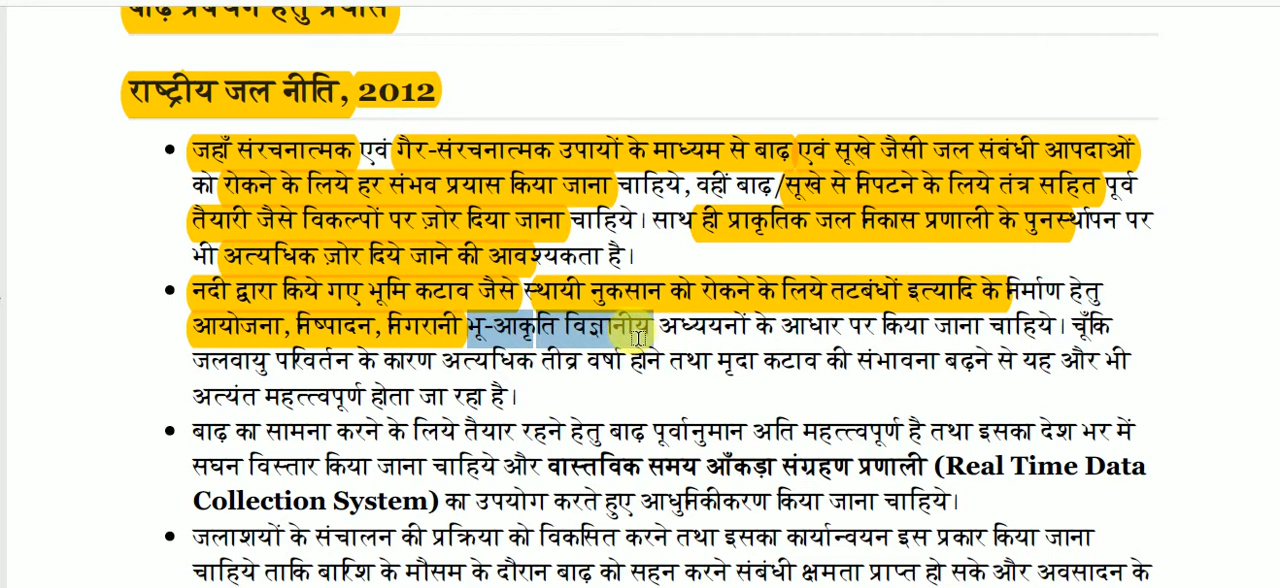 बाढ़ प्रबंधन हेतु प्रयास
राष्ट्रीय जल नीति, 2012
जहाँ संरचनात्मक एवं गैर-संरचनात्मक उपायों के माध्यम से बाढ़ एवं सूखे जैसी जल संबंधी आपदाओं
को रोकने के लिये हर संभव प्रयास किया जाना चाहिये, वहीं बाढ़/सूखे से निपटने के लिये तंत्र सहित पूर्व
तैयारी जैसे विकल्पों पर ज़ोर दिया जाना चाहिये। साथ ही प्राकृतिक जल निकास प्रणाली के पुनर्स्थापन पर
भी अत्यधिक ज़ोर दिये जाने की आवश्यकता है।
नदी द्वारा किये गए भूमि कटाव जैसे स्थायी नुकसान को रोकने के लिये तटबंधों इत्यादि के निर्माण हेतु
आयोजना, निष्पादन, निगरानी भू-आकृति विज्ञानीय अध्ययनों के आधार पर किया जाना चाहिये। चूँकि
जलवायु परिवर्तन के कारण अत्यधिक तीव्र वर्षा होने तथा मृदा कटाव की संभावना बढ़ने से यह और भी
अत्यंत महत्त्वपूर्ण होता जा रहा है।
बाढ़ का सामना करने के लिये तैयार रहने हेतु बाढ़ पूर्वानुमान अति महत्त्वपूर्ण है तथा इसका देश भर में
सघन विस्तार किया जाना चाहिये और वास्तविक समय आँकड़ा संग्रहण प्रणाली (Real Time Data
Collection System) का उपयोग करते हुए आधुनिकीकरण किया जाना चाहिये।
जलाशयों के संचालन की प्रक्रिया को विकसित करने तथा इसका कार्यान्वयन इस प्रकार किया जाना
चाहिये ताकि बारिश के मौसम के दौरान बाढ़ को सहन करने संबंधी क्षमता प्राप्त हो सके और अवसादन के